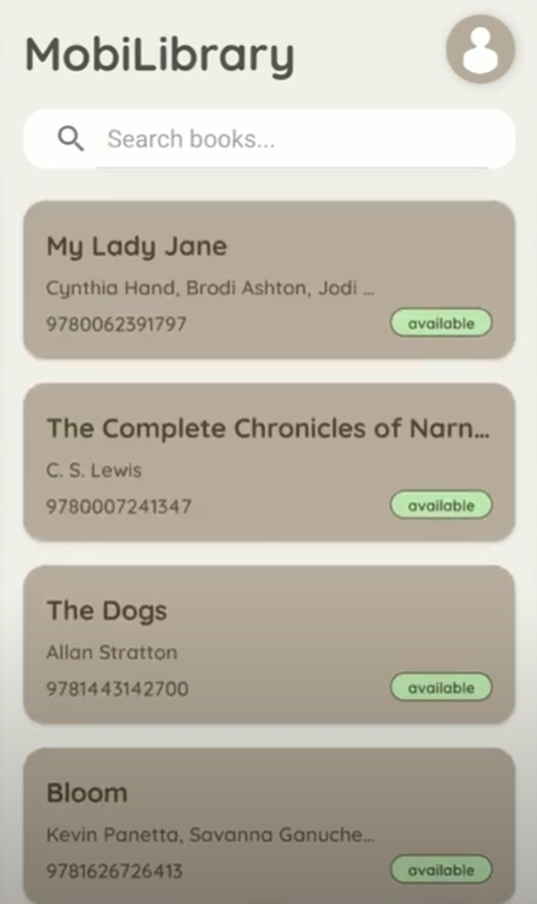 MobiLibrary
Search books...
My Lady Jane
Cynthia Hand, Brodi Ashton, Jodi ...
9780062391797
available
The Complete Chronicles of Narn...
C. S. Lewis
9780007241347
available
The Dogs
Allan Stratton
9781443142700
available
Bloom
Kevin Panetta, Savanna Ganuche...
9781626726413
available